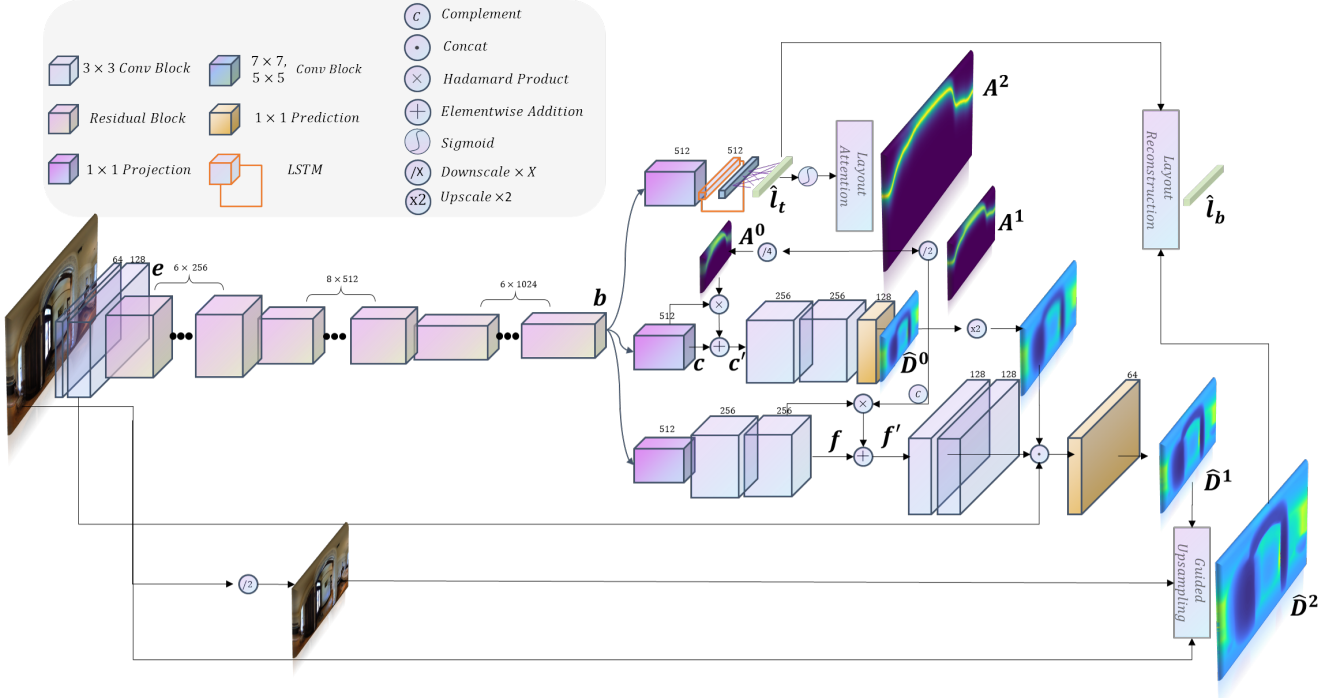 C Complement
• Concat
× Hadamard Product
+ Elementwise Addition
Sigmoid
/X Downscale × X
x2 Upscale ×2
3 × 3 Conv Block
7 × 7,
5 × 5 Conv Block
Residual Block
1 × 1 Prediction
1 × 1 Projection
LSTM
512
512
l̂t
Layout
Attention
A²
Layout
Reconstruction
l̂b
A⁰
/4
/2
A¹
64
128
e
6 × 256
8 × 512
6 × 1024
b
512
×
c
+
c′
256
256
128
D̂⁰
x2
C
512
256
256
×
f
+
f′
128
128
•
64
D̂¹
/2
Guided
Upsampling
D̂²